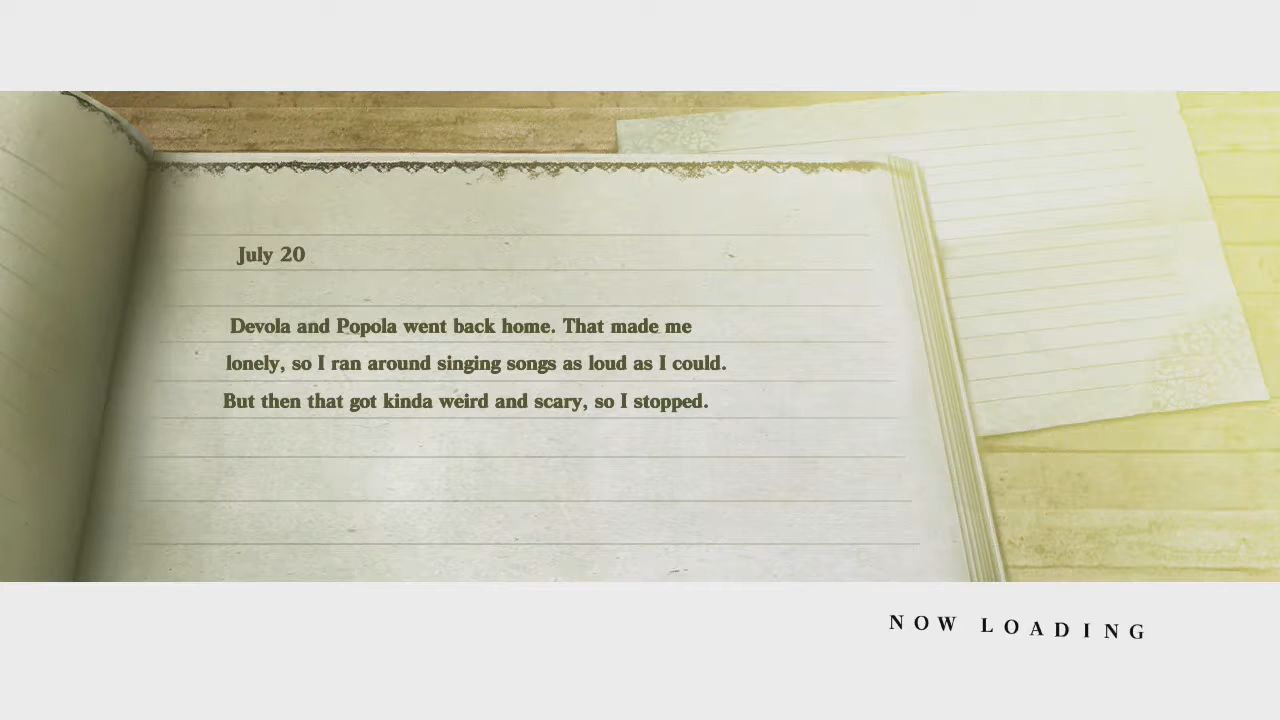 July 20
Devola and Popola went back home. That made me
lonely, so I ran around singing songs as loud as I could.
But then that got kinda weird and scary, so I stopped.
NOW LOADING